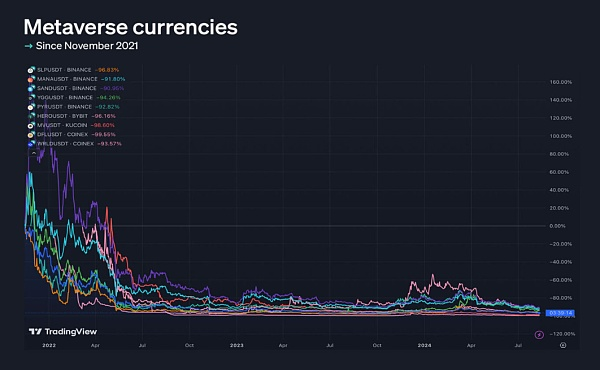 Metaverse currencies
→ Since November 2021
SLPUSDT · BINANCE −96.83%
MANAUSDT · BINANCE −91.80%
SANDUSDT · BINANCE
YGGUSDT · BINANCE −94.26%
PYRUSDT · BINANCE −92.82%
HEROUSDT · BYBIT −96.16%
MVUSDT · KUCOIN −98.60%
DFLUSDT · COINEX −99.55%
WRLDUSDT · COINEX −93.57%
160.00%
140.00%
120.00%
100.00%
80.00%
60.00%
40.00%
20.00%
0.00%
−20.00%
−40.00%
−60.00%
−80.00%
03:39:14
−120.00%
TradingView
2022 Apr Jul Oct 2023 Apr Jul Oct 2024 Apr Jul